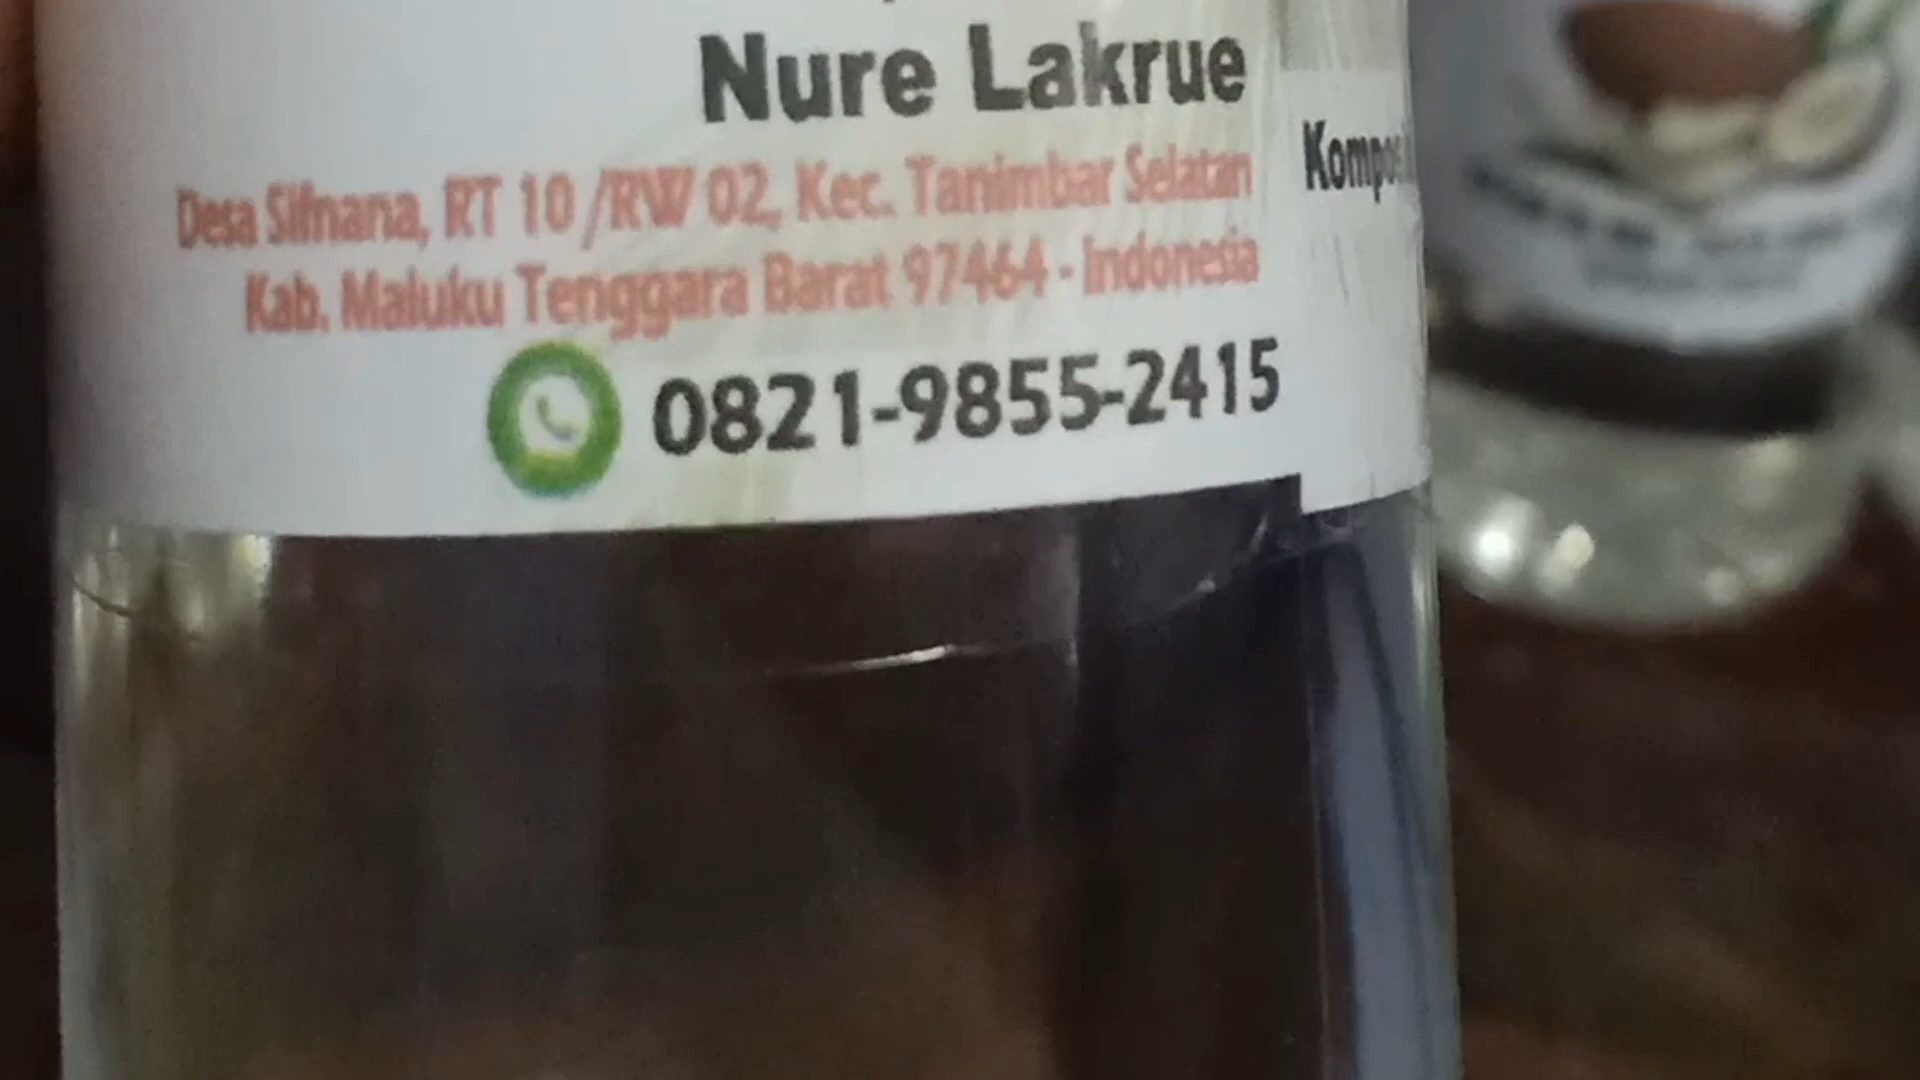 Nure Lakrue
Desa Sifnana, RT 10 /RW 02, Kec. Tanimbar Selatan
Kab. Maluku Tenggara Barat 97464 - Indonesia
0821-9855-2415